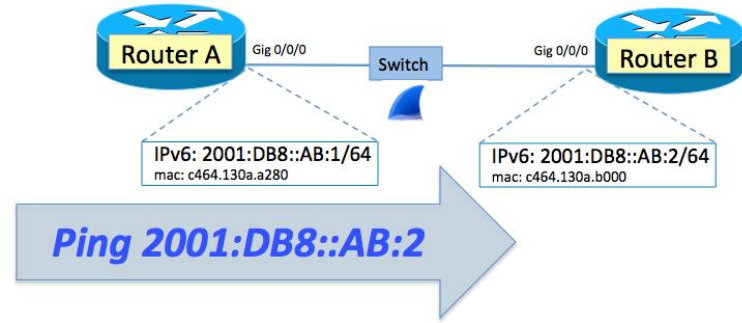 Router A
Gig 0/0/0
Switch
Gig 0/0/0
Router B
IPv6: 2001:DB8::AB:1/64
mac: c464.130a.a280
IPv6: 2001:DB8::AB:2/64
mac: c464.130a.b000
Ping 2001:DB8::AB:2